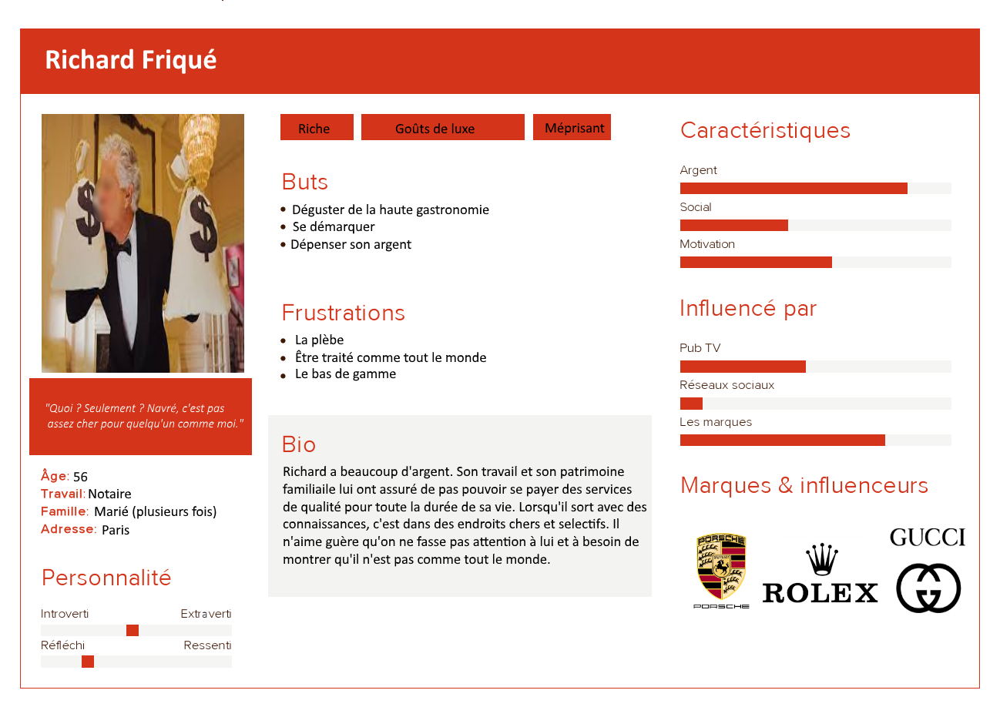 Richard Friqué
$
$
"Quoi ? Seulement ? Navré, c'est pas
assez cher pour quelqu'un comme moi."
Âge: 56
Travail: Notaire
Famille: Marié (plusieurs fois)
Adresse: Paris
Personnalité
Introverti Extraverti
Réfléchi Ressenti
Riche Goûts de luxe Méprisant
Buts
• Déguster de la haute gastronomie
• Se démarquer
• Dépenser son argent
Frustrations
• La plèbe
• Être traité comme tout le monde
• Le bas de gamme
Bio
Richard a beaucoup d'argent. Son travail et son patrimoine
familiaile lui ont assuré de pas pouvoir se payer des services
de qualité pour toute la durée de sa vie. Lorsqu'il sort avec des
connaissances, c'est dans des endroits chers et selectifs. Il
n'aime guère qu'on ne fasse pas attention à lui et à besoin de
montrer qu'il n'est pas comme tout le monde.
Caractéristiques
Argent
Social
Motivation
Influencé par
Pub TV
Réseaux sociaux
Les marques
Marques & influenceurs
PORSCHE
PORSCHE
ROLEX
GUCCI